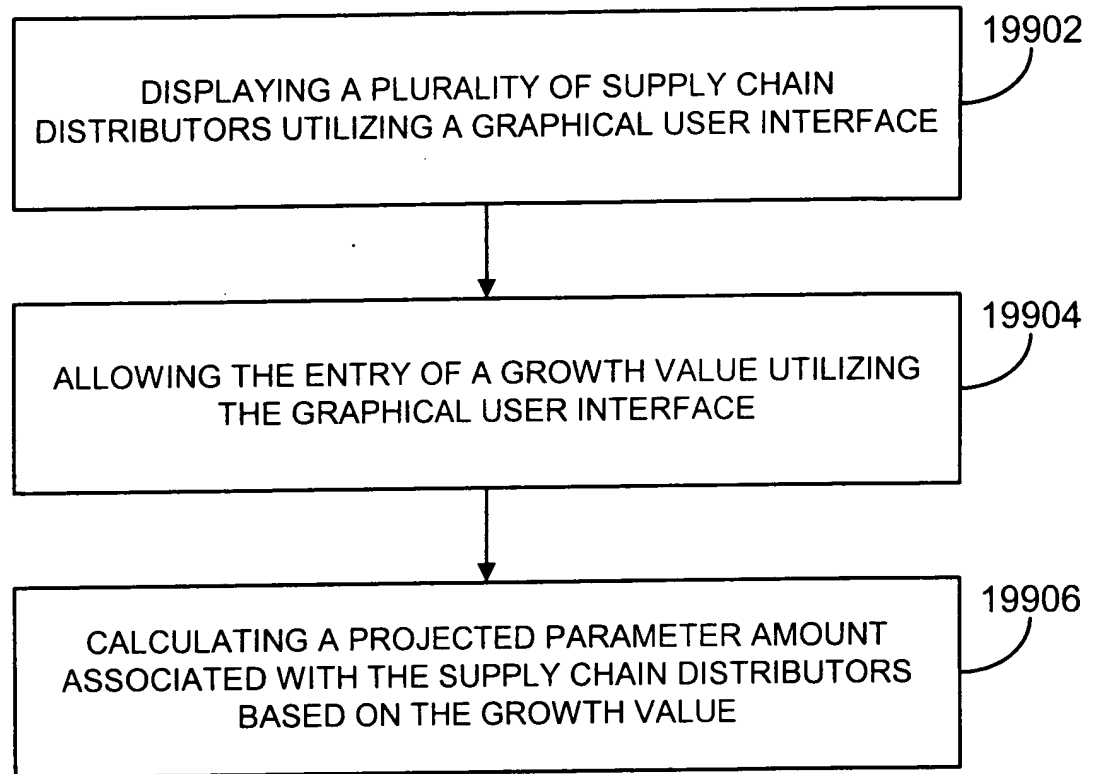 19902
DISPLAYING A PLURALITY OF SUPPLY CHAIN
DISTRIBUTORS UTILIZING A GRAPHICAL USER INTERFACE
19904
ALLOWING THE ENTRY OF A GROWTH VALUE UTILIZING
THE GRAPHICAL USER INTERFACE
19906
CALCULATING A PROJECTED PARAMETER AMOUNT
ASSOCIATED WITH THE SUPPLY CHAIN DISTRIBUTORS
BASED ON THE GROWTH VALUE